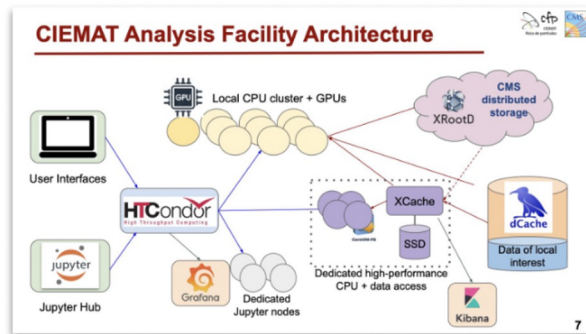 CIEMAT Analysis Facility Architecture
cfp
CMS
GPU
Local CPU cluster + GPUs
CMS
distributed
storage
XRootD
User Interfaces
HTCondor
High Throughput Computing
XCache
SSD
dCache
Data of local
interest
jupyter
Jupyter Hub
Grafana
Dedicated
Jupyter nodes
Dedicated high-performance
CPU + data access
Kibana
7